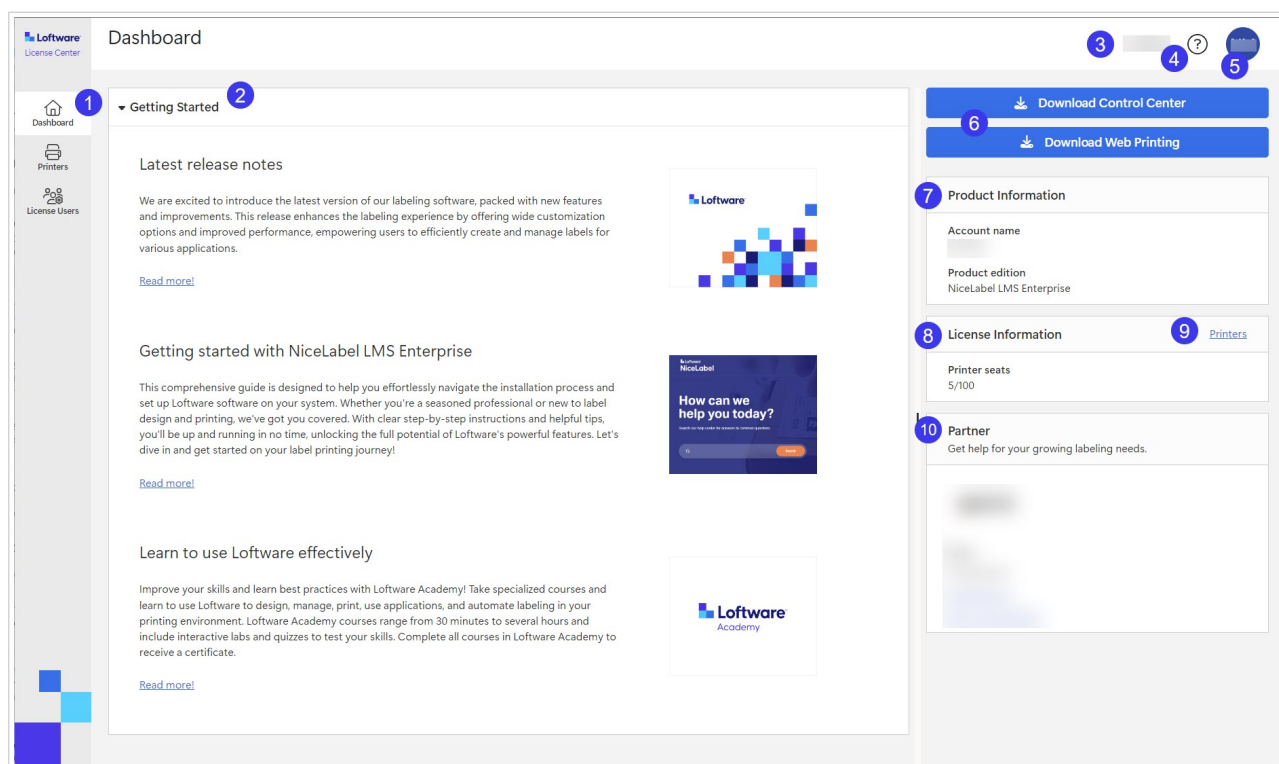 Loftware
License Center
Dashboard
3
4
?
5
1
Dashboard
Printers
License Users
Getting Started
2
Latest release notes
We are excited to introduce the latest version of our labeling software, packed with new features
and improvements. This release enhances the labeling experience by offering wide customization
options and improved performance, empowering users to efficiently create and manage labels for
various applications.
Read more!
Loftware
Getting started with NiceLabel LMS Enterprise
This comprehensive guide is designed to help you effortlessly navigate the installation process and
set up Loftware software on your system. Whether you're a seasoned professional or new to label
design and printing, we've got you covered. With clear step-by-step instructions and helpful tips,
you'll be up and running in no time, unlocking the full potential of Loftware's powerful features. Let's
dive in and get started on your label printing journey!
Read more!
Loftware
NiceLabel
How can we
help you today?
Search our help center for answers to common questions
Search
Learn to use Loftware effectively
Improve your skills and learn best practices with Loftware Academy! Take specialized courses and
learn to use Loftware to design, manage, print, use applications, and automate labeling in your
printing environment. Loftware Academy courses range from 30 minutes to several hours and
include interactive labs and quizzes to test your skills. Complete all courses in Loftware Academy to
receive a certificate.
Read more!
Loftware
Academy
Download Control Center
6
Download Web Printing
7
Product Information
Account name
Product edition
NiceLabel LMS Enterprise
8
License Information
9
Printers
Printer seats
5/100
10
Partner
Get help for your growing labeling needs.